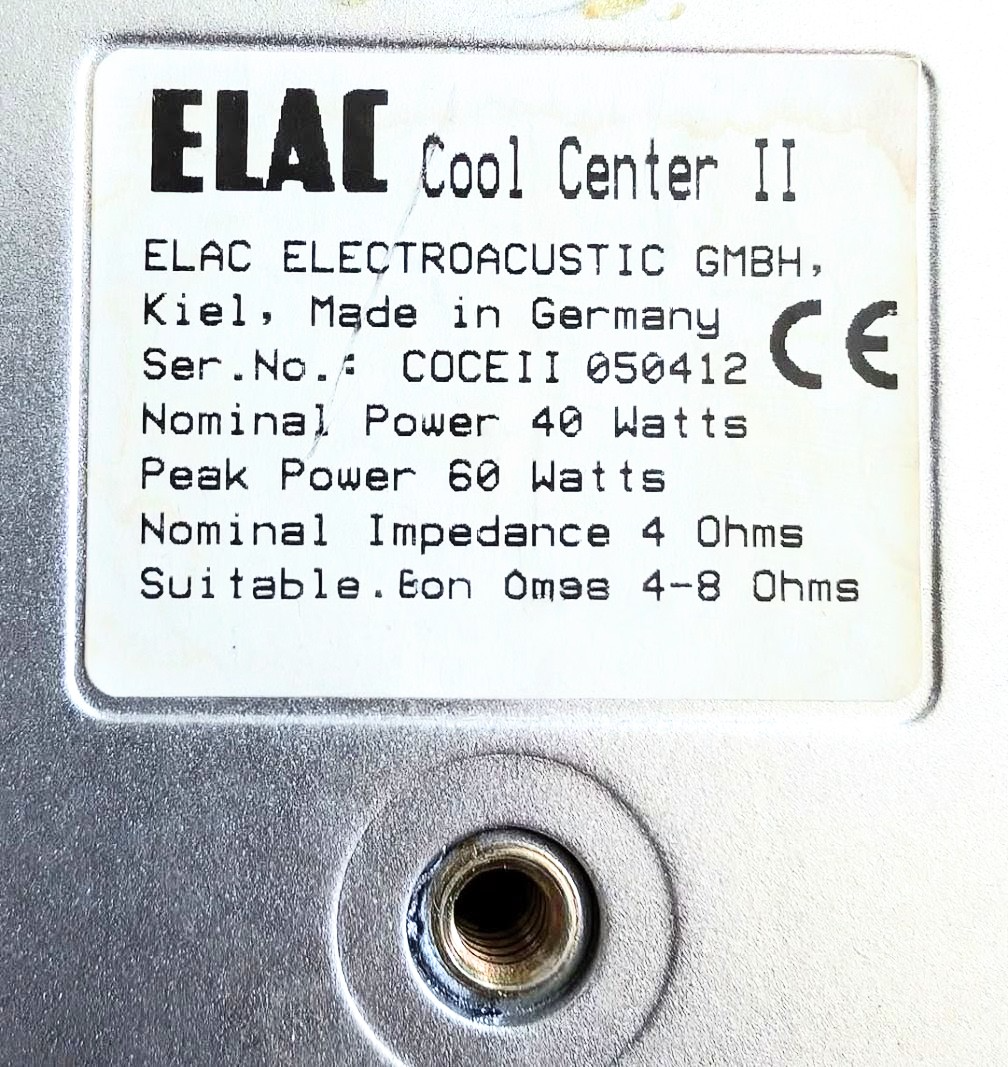 ELAC Cool Center II
ELAC ELECTROACUSTIC GMBH,
Kiel, Made in Germany
CE
Ser.No.: COCEII 050412
Nominal Power 40 Watts
Peak Power 60 Watts
Nominal Impedance 4 Ohms
Suitable 4-8 Ohms